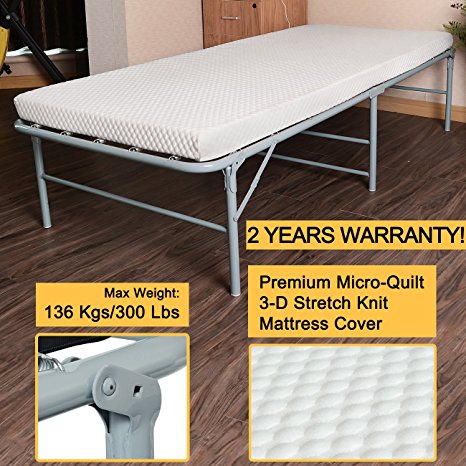 2 YEARS WARRANTY!
Max Weight:
136 Kgs/300 Lbs
Premium Micro-Quilt
3-D Stretch Knit
Mattress Cover